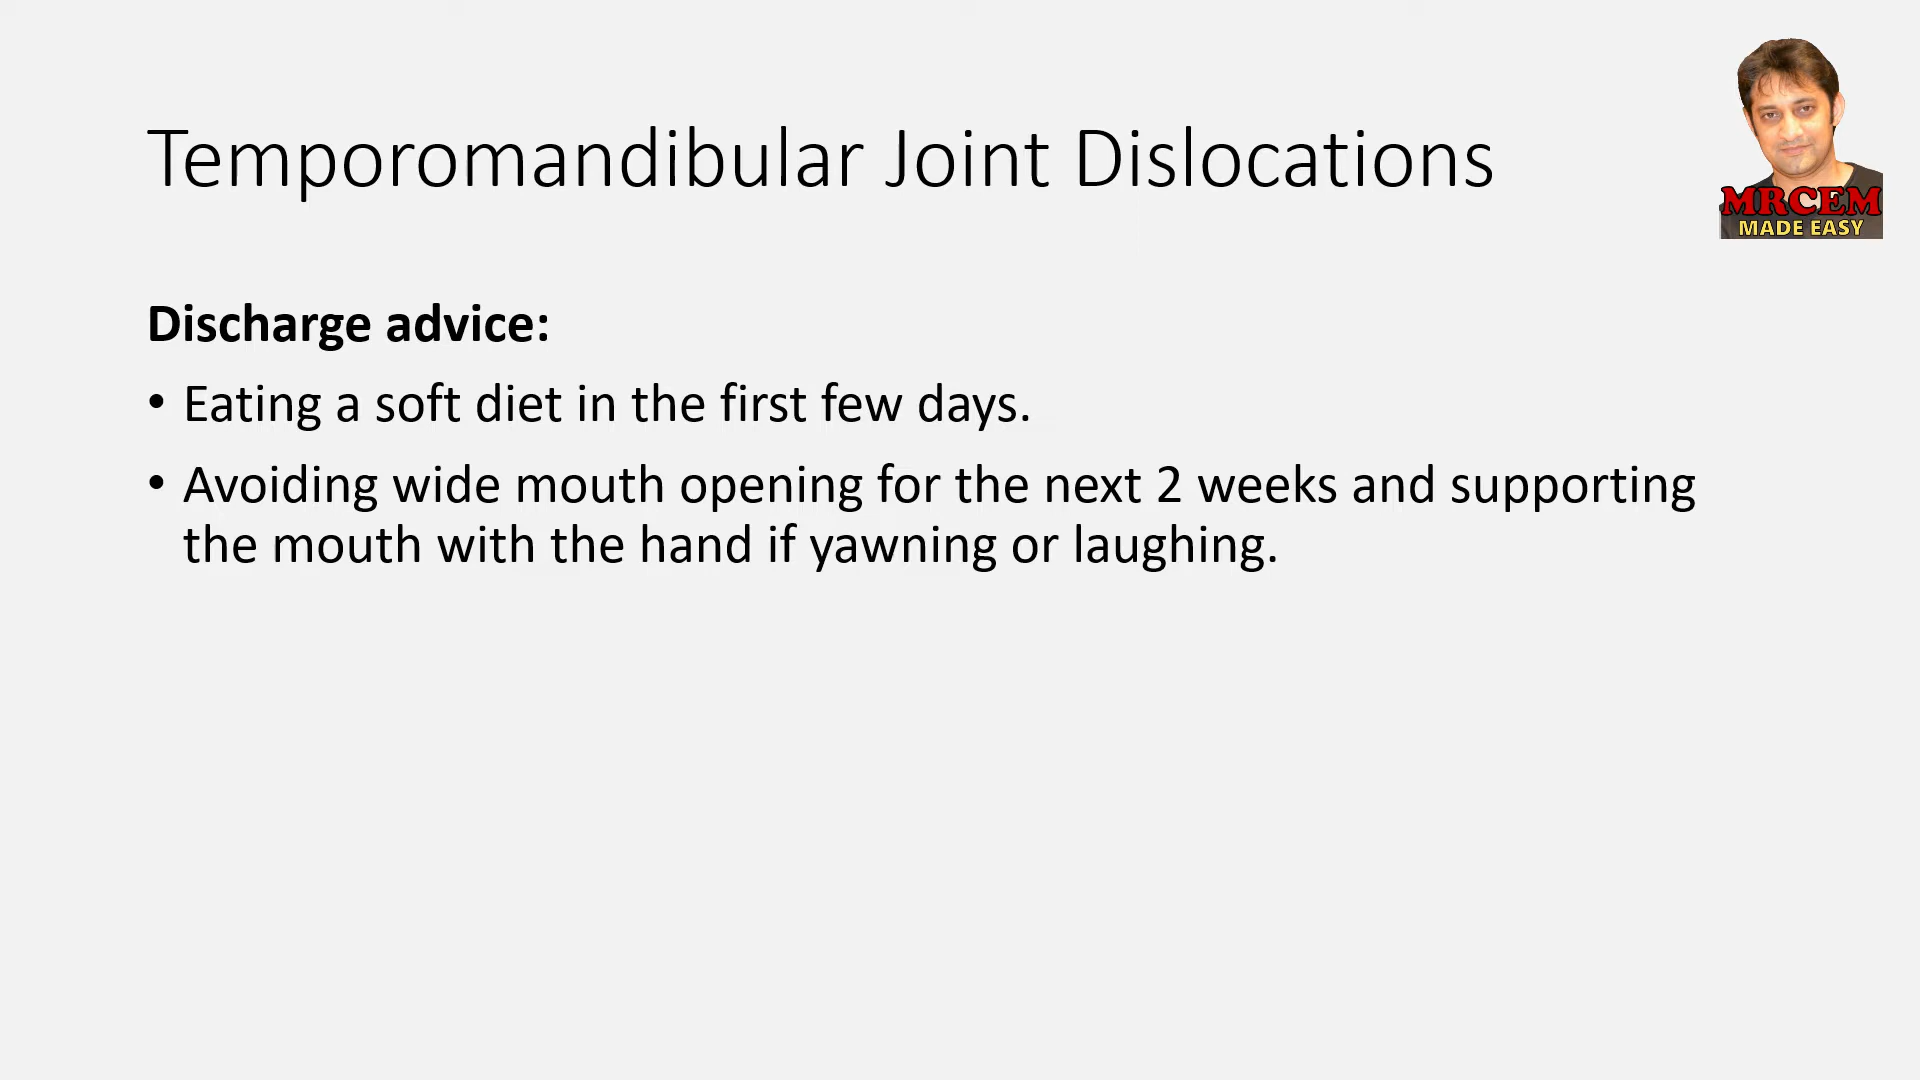 Temporomandibular Joint Dislocations
MRCEM
MADE EASY
Discharge advice:
• Eating a soft diet in the first few days.
• Avoiding wide mouth opening for the next 2 weeks and supporting
the mouth with the hand if yawning or laughing.